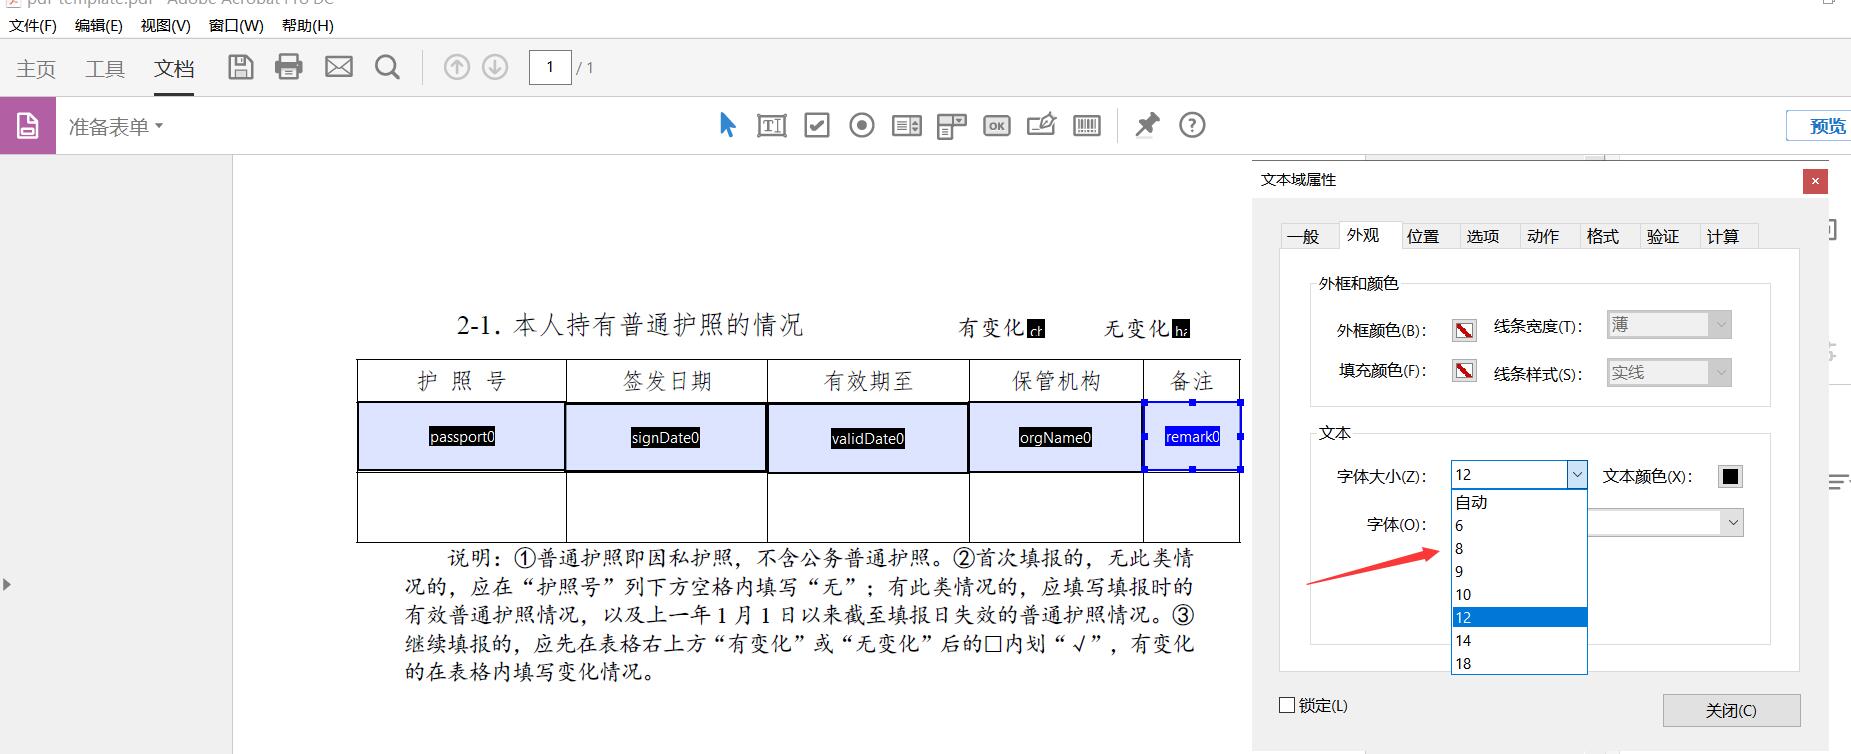 pdf-template.pdf - Adobe Acrobat Pro DC
文件(F) 编辑(E) 视图(V) 窗口(W) 帮助(H)
主页 工具 文档 1 / 1
准备表单 OK 预览
文本域属性
一般 外观 位置 选项 动作 格式 验证 计算
外框和颜色
外框颜色(B): 线条宽度(T): 薄
填充颜色(F): 线条样式(S): 实线
文本
字体大小(Z): 12 文本颜色(X):
自动
6
字体(O):
8
9
10
12
14
18
锁定(L) 关闭(C)
2-1. 本人持有普通护照的情况 有变化 ch 无变化 ha
护 照 号 签发日期 有效期至 保管机构 备注
passport0 signDate0 validDate0 orgName0 remark0
说明：①普通护照即因私护照，不含公务普通护照。②首次填报的，无此类情
况的，应在“护照号”列下方空格内填写“无”；有此类情况的，应填写填报时的
有效普通护照情况，以及上一年 1 月 1 日以来截至填报日失效的普通护照情况。③
继续填报的，应先在表格右上方“有变化”或“无变化”后的□内划“√”，有变化
的在表格内填写变化情况。